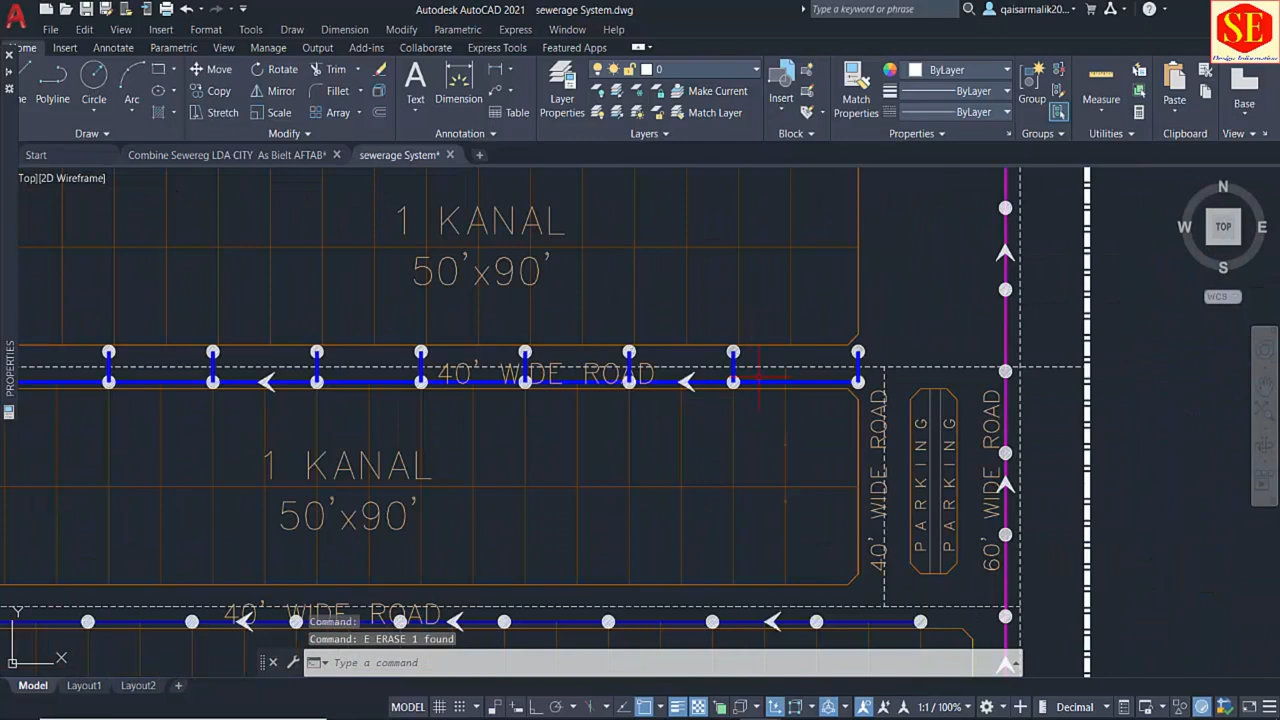 Autodesk AutoCAD 2021 sewerage System.dwg
Type a keyword or phrase
qaisarmalik20...
SE
Design Information
File Edit View Insert Format Tools Draw Dimension Modify Parametric Express Window Help
Home Insert Annotate Parametric View Manage Output Add-ins Collaborate Express Tools Featured Apps
Polyline Circle Arc
Move Rotate Trim
Copy Mirror Fillet
Stretch Scale Array
Text Dimension Table
Layer Properties
0
Make Current
Match Layer
Insert
Match Properties
ByLayer
ByLayer
ByLayer
Group
Measure
Paste
Base
Draw Modify Annotation Layers Block Properties Groups Utilities Clipboard View
Start Combine Sewereg LDA CITY As Bielt AFTAB* sewerage System*
Top][2D Wireframe]
N
W TOP E
S
WCS
PROPERTIES
1 KANAL
50'x90'
40' WIDE ROAD
1 KANAL
50'x90'
40' WIDE ROAD
PARKING
PARKING
60' WIDE ROAD
40' WIDE ROAD
Y
X
Command:
Command: E ERASE 1 found
Type a command
Model Layout1 Layout2
MODEL 1:1 / 100% Decimal